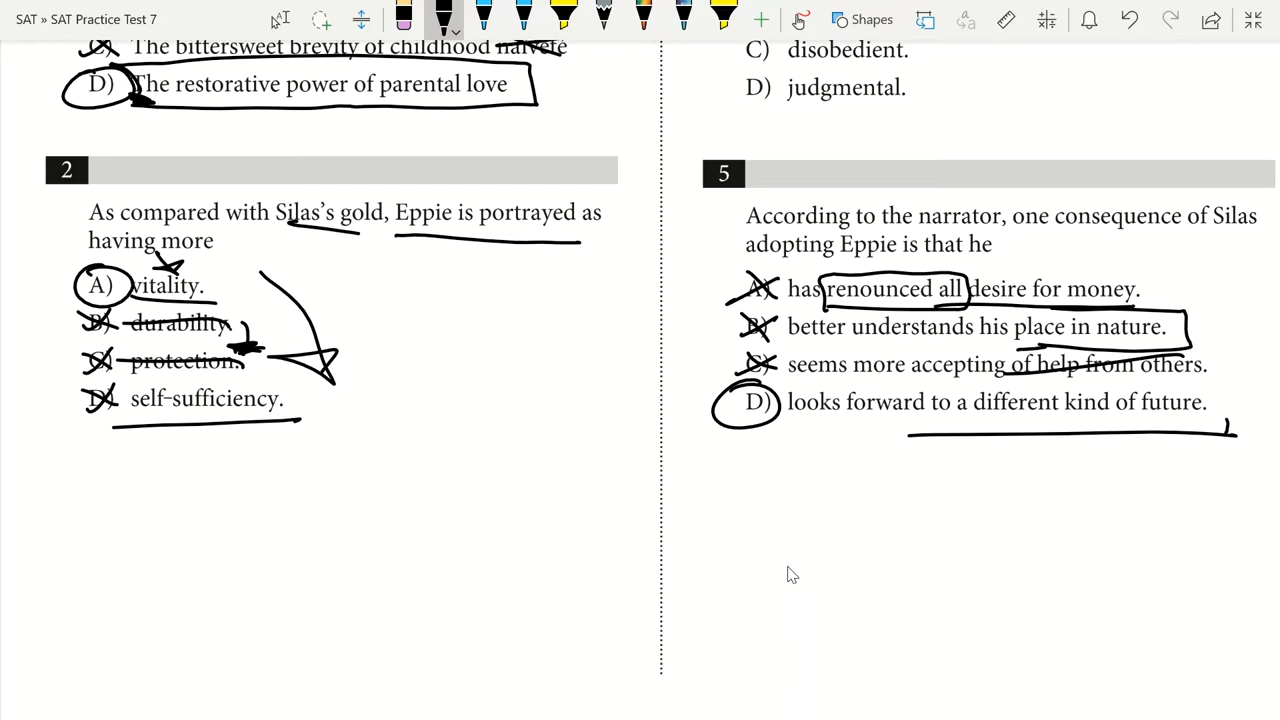 SAT » SAT Practice Test 7
Shapes
C) The bittersweet brevity of childhood naïveté
D) The restorative power of parental love
2
As compared with Silas's gold, Eppie is portrayed as
having more
A) vitality.
B) durability.
C) protection.
D) self-sufficiency.
C) disobedient.
D) judgmental.
5
According to the narrator, one consequence of Silas
adopting Eppie is that he
A) has renounced all desire for money.
B) better understands his place in nature.
C) seems more accepting of help from others.
D) looks forward to a different kind of future.